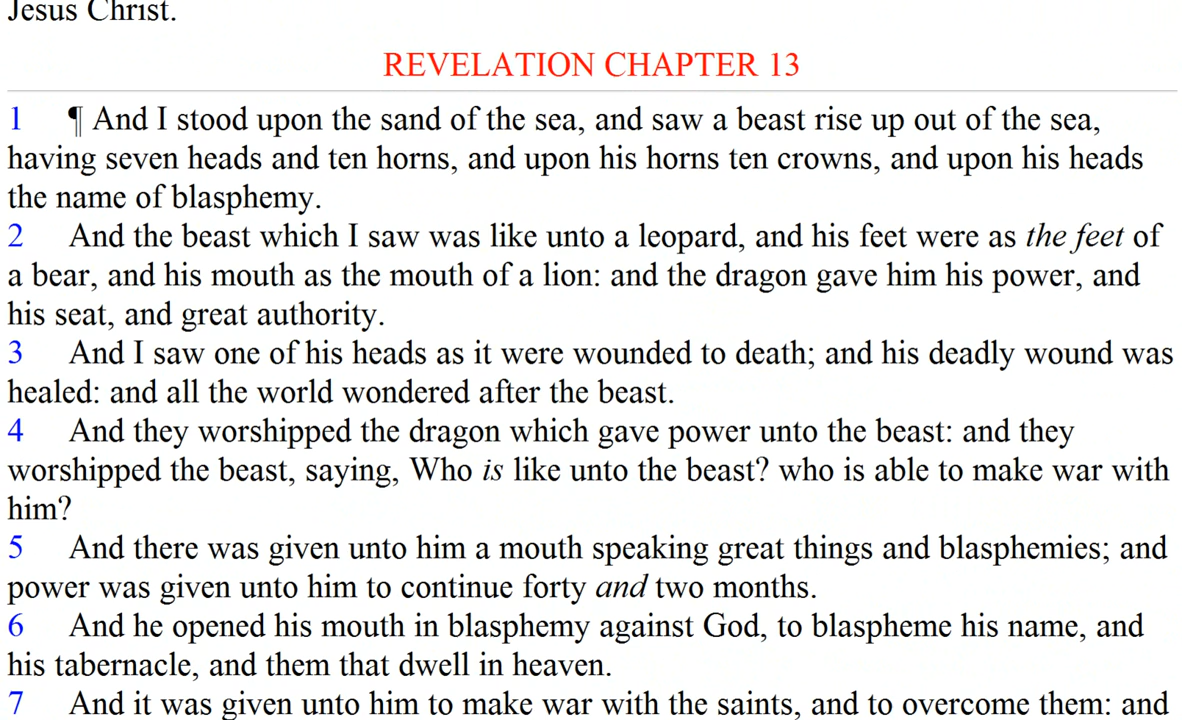 Jesus Christ.
REVELATION CHAPTER 13
1 ¶ And I stood upon the sand of the sea, and saw a beast rise up out of the sea,
having seven heads and ten horns, and upon his horns ten crowns, and upon his heads
the name of blasphemy.
2 And the beast which I saw was like unto a leopard, and his feet were as the feet of
a bear, and his mouth as the mouth of a lion: and the dragon gave him his power, and
his seat, and great authority.
3 And I saw one of his heads as it were wounded to death; and his deadly wound was
healed: and all the world wondered after the beast.
4 And they worshipped the dragon which gave power unto the beast: and they
worshipped the beast, saying, Who is like unto the beast? who is able to make war with
him?
5 And there was given unto him a mouth speaking great things and blasphemies; and
power was given unto him to continue forty and two months.
6 And he opened his mouth in blasphemy against God, to blaspheme his name, and
his tabernacle, and them that dwell in heaven.
7 And it was given unto him to make war with the saints, and to overcome them: and